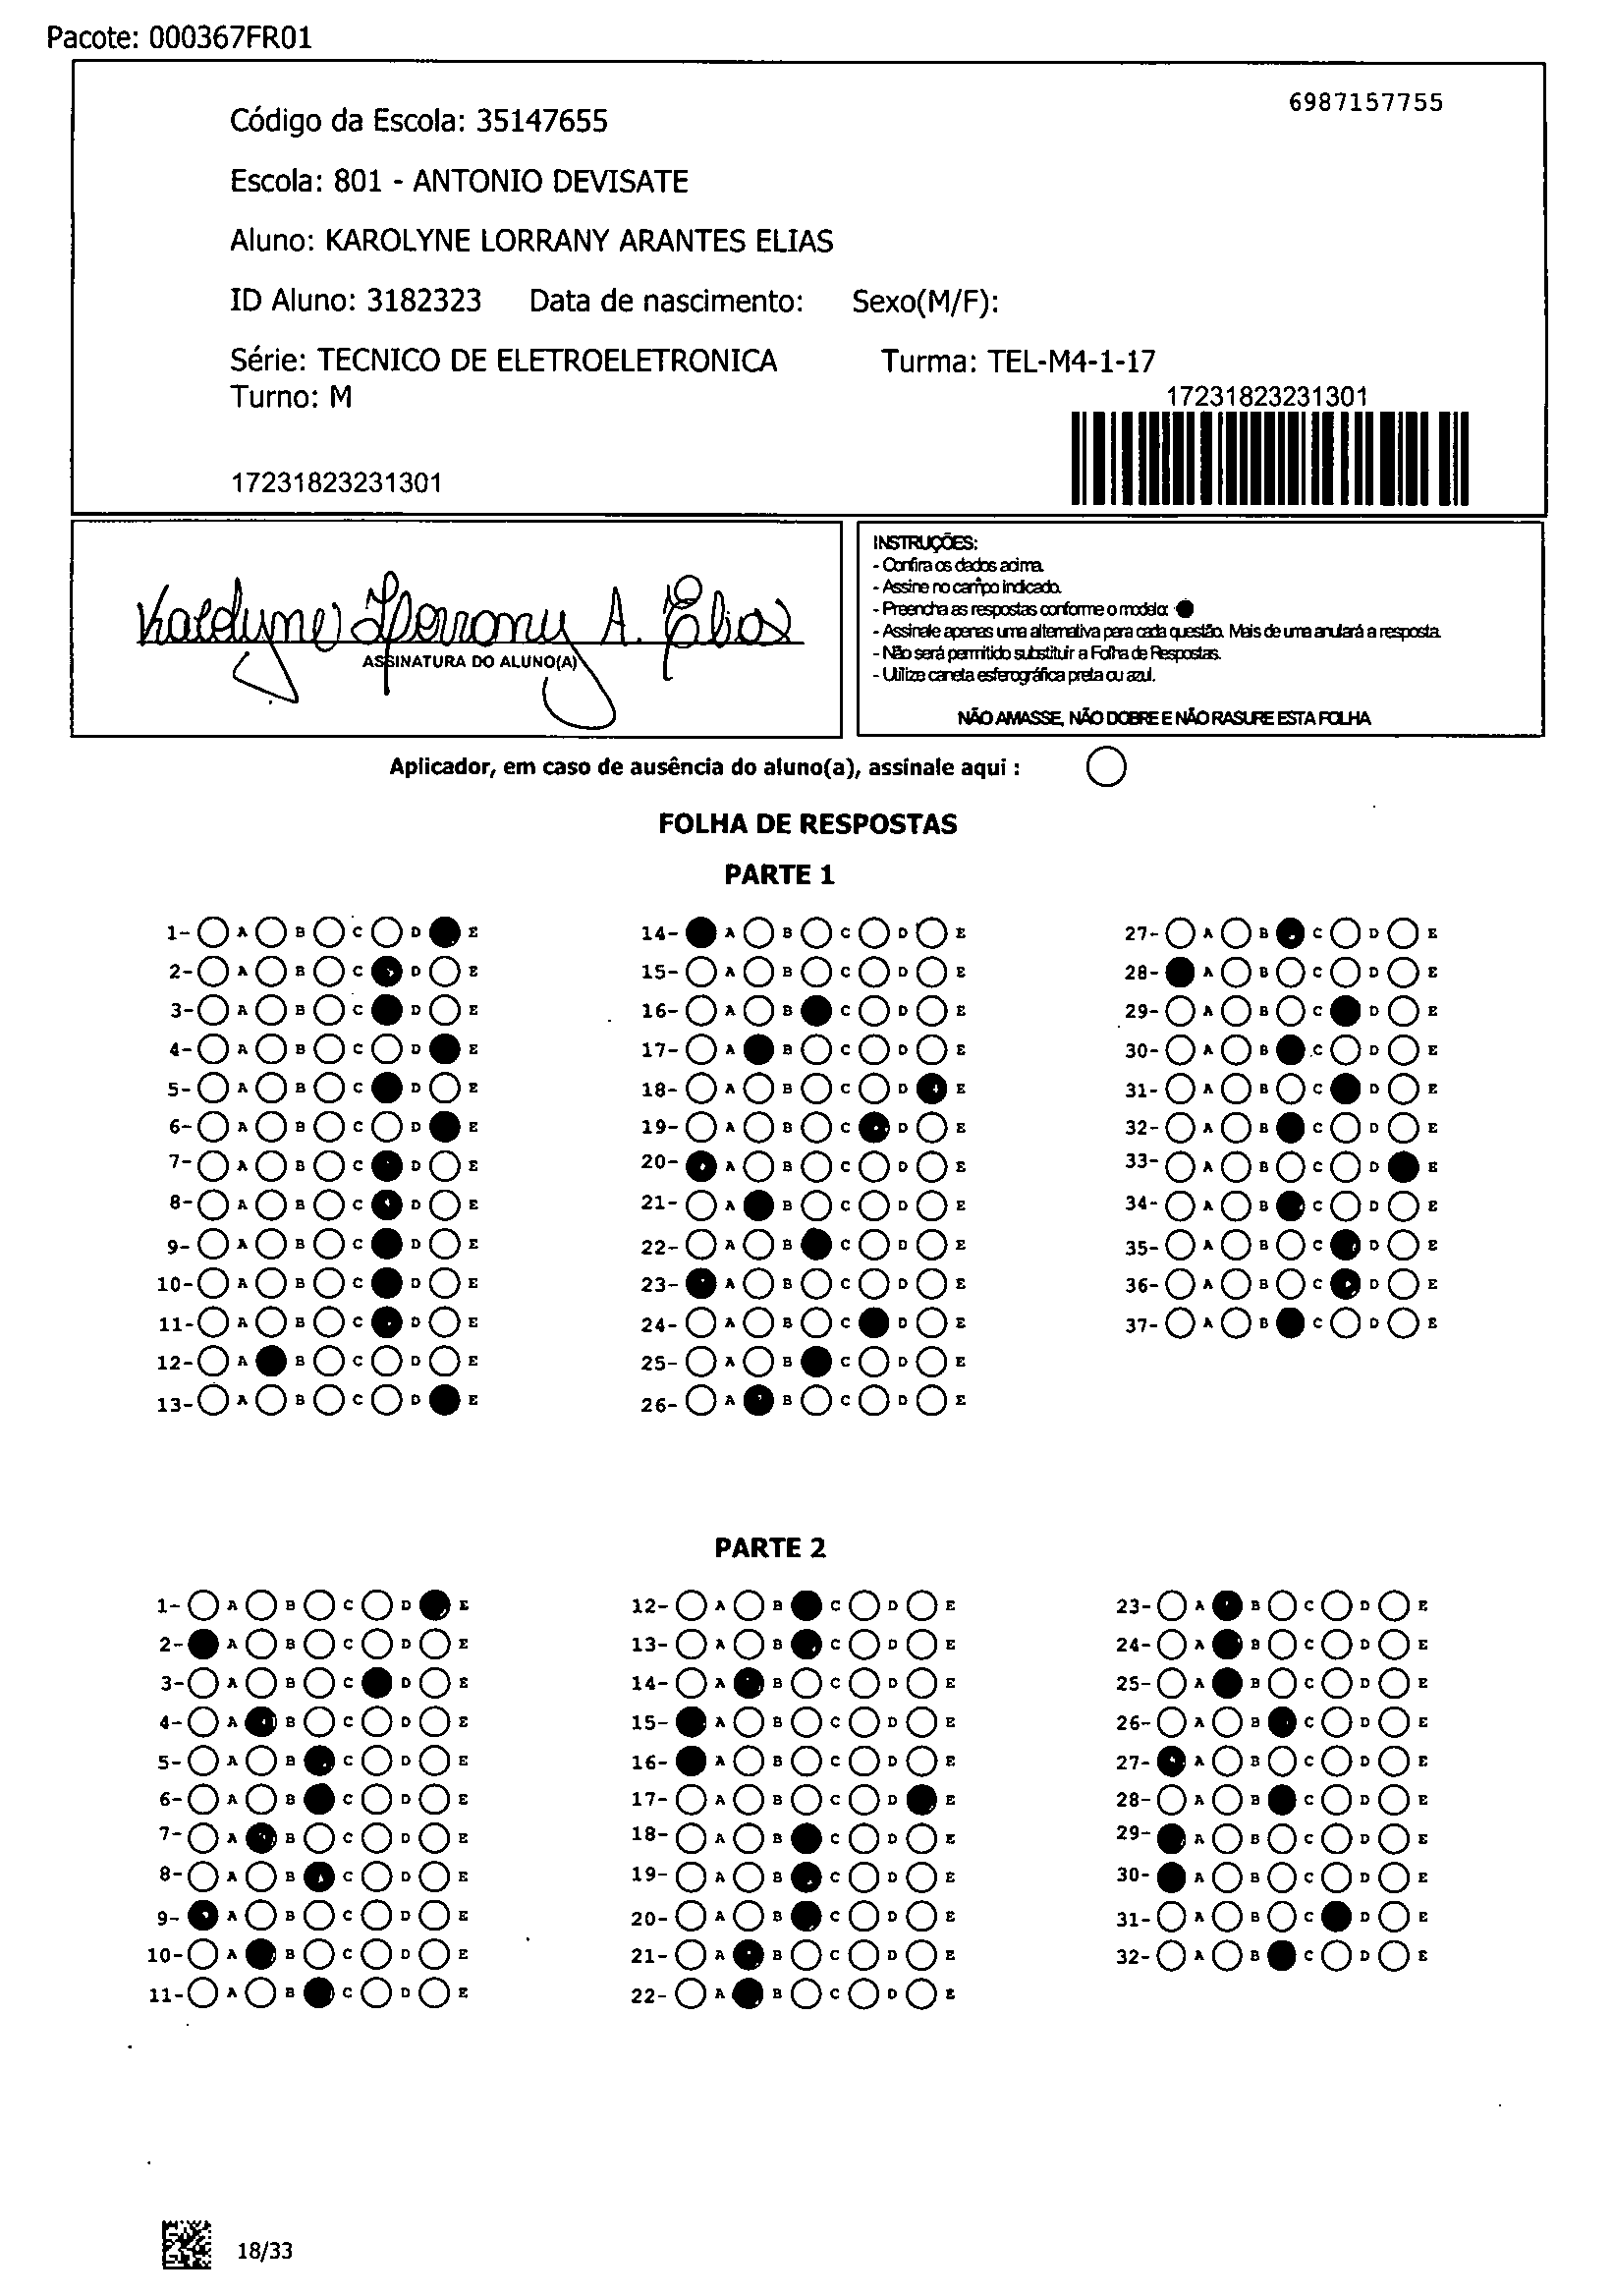 Pacote: 000367FR01
6987157755
Código da Escola: 35147655
Escola: 801 - ANTONIO DEVISATE
Aluno: KAROLYNE LORRANY ARANTES ELIAS
ID Aluno: 3182323 Data de nascimento: Sexo(M/F):
Série: TECNICO DE ELETROELETRONICA Turma: TEL-M4-1-17
Turno: M
17231823231301
17231823231301
Karolyne Lorrany A. Elias
ASSINATURA DO ALUNO(A)
INSTRUÇÕES:
- Confira os dados acima.
- Assine no campo indicado.
- Preencha as respostas conforme o modelo:
- Assinale apenas uma alternativa para cada questão. Mais de uma anulará a resposta.
- Não será permitido substituir a Folha de Respostas.
- Utilize caneta esferográfica preta ou azul.
NÃO AMASSE, NÃO DOBRE E NÃO RASURE ESTA FOLHA
Aplicador, em caso de ausência do aluno(a), assinale aqui :
FOLHA DE RESPOSTAS
PARTE 1
1- A B C D E
2- A B C D E
3- A B C D E
4- A B C D E
5- A B C D E
6- A B C D E
7- A B C D E
8- A B C D E
9- A B C D E
10- A B C D E
11- A B C D E
12- A B C D E
13- A B C D E
14- A B C D E
15- A B C D E
16- A B C D E
17- A B C D E
18- A B C D E
19- A B C D E
20- A B C D E
21- A B C D E
22- A B C D E
23- A B C D E
24- A B C D E
25- A B C D E
26- A B C D E
27- A B C D E
28- A B C D E
29- A B C D E
30- A B C D E
31- A B C D E
32- A B C D E
33- A B C D E
34- A B C D E
35- A B C D E
36- A B C D E
37- A B C D E
PARTE 2
1- A B C D E
2- A B C D E
3- A B C D E
4- A B C D E
5- A B C D E
6- A B C D E
7- A B C D E
8- A B C D E
9- A B C D E
10- A B C D E
11- A B C D E
12- A B C D E
13- A B C D E
14- A B C D E
15- A B C D E
16- A B C D E
17- A B C D E
18- A B C D E
19- A B C D E
20- A B C D E
21- A B C D E
22- A B C D E
23- A B C D E
24- A B C D E
25- A B C D E
26- A B C D E
27- A B C D E
28- A B C D E
29- A B C D E
30- A B C D E
31- A B C D E
32- A B C D E
18/33